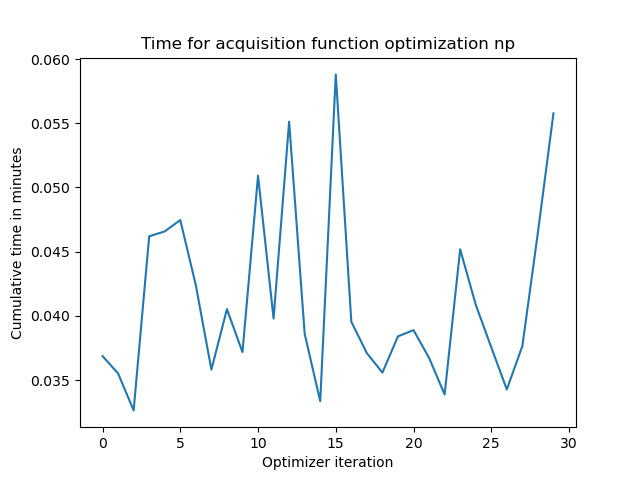 Time for acquisition function optimization np
0.060
0.055
0.050
0.045
0.040
0.035
Cumulative time in minutes
0 5 10 15 20 25 30
Optimizer iteration